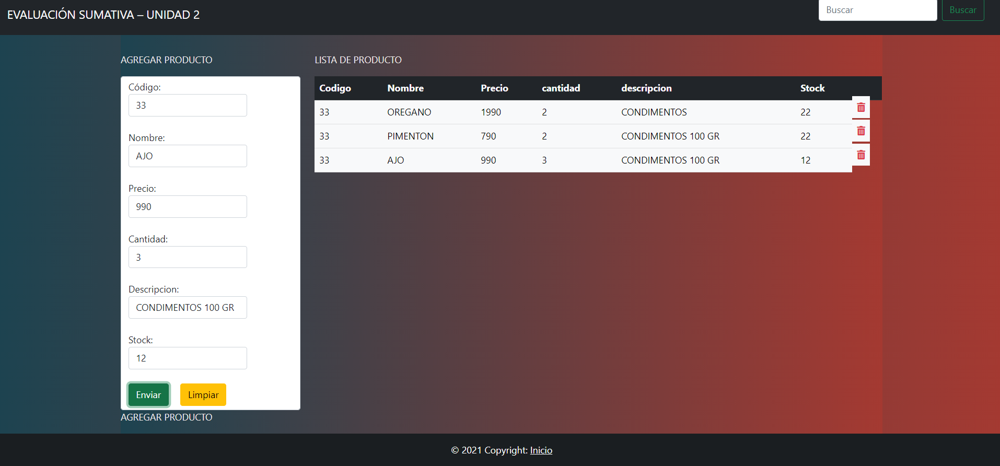 EVALUACIÓN SUMATIVA – UNIDAD 2
Buscar
Buscar
AGREGAR PRODUCTO
Código:
33
Nombre:
AJO
Precio:
990
Cantidad:
3
Descripcion:
CONDIMENTOS 100 GR
Stock:
12
Enviar Limpiar
AGREGAR PRODUCTO
LISTA DE PRODUCTO
Codigo Nombre Precio cantidad descripcion Stock
33 OREGANO 1990 2 CONDIMENTOS 22
33 PIMENTON 790 2 CONDIMENTOS 100 GR 22
33 AJO 990 3 CONDIMENTOS 100 GR 12
© 2021 Copyright: Inicio